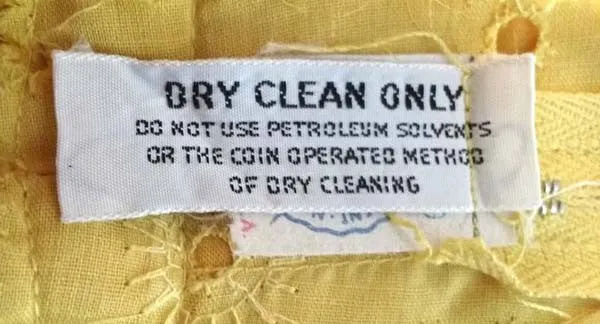 DRY CLEAN ONLY
DO NOT USE PETROLEUM SOLVENTS
OR THE COIN OPERATED METHOD
OF DRY CLEANING